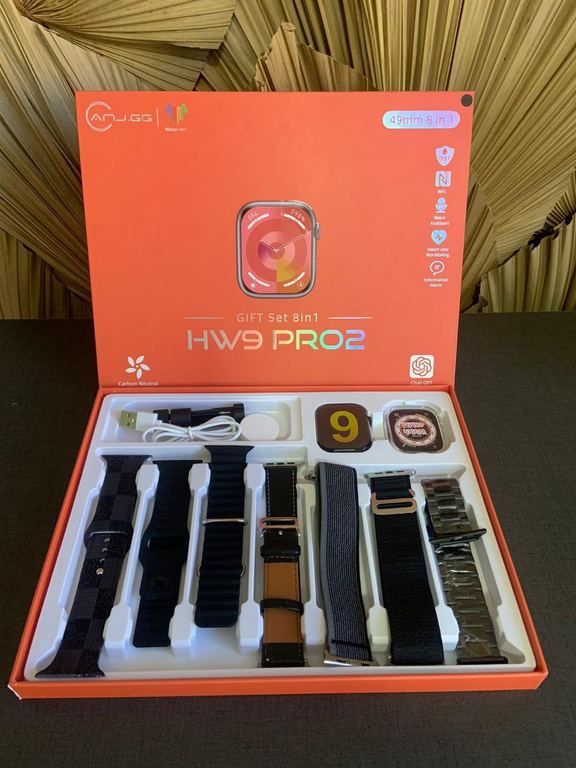 ANJ.GG
49mm 8 in 1
IP67
NFC
Voice
Assistant
Heart rate
Monitoring
Information
Alerts
GIFT Set 8in1
HW9 PRO2
Carbon Neutral
Chat GPT
9